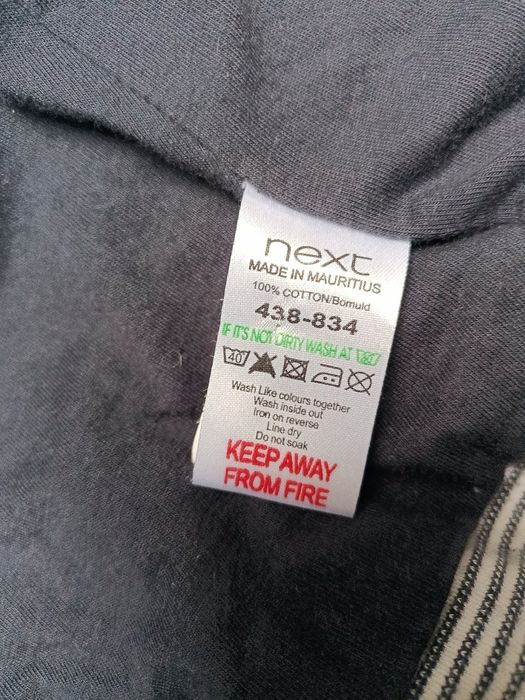 next
MADE IN MAURITIUS
100% COTTON/Bomuld
438-834
IF IT'S NOT DIRTY WASH AT
40
Wash Like colours together
Wash inside out
Iron on reverse
Line dry
Do not soak
KEEP AWAY
FROM FIRE